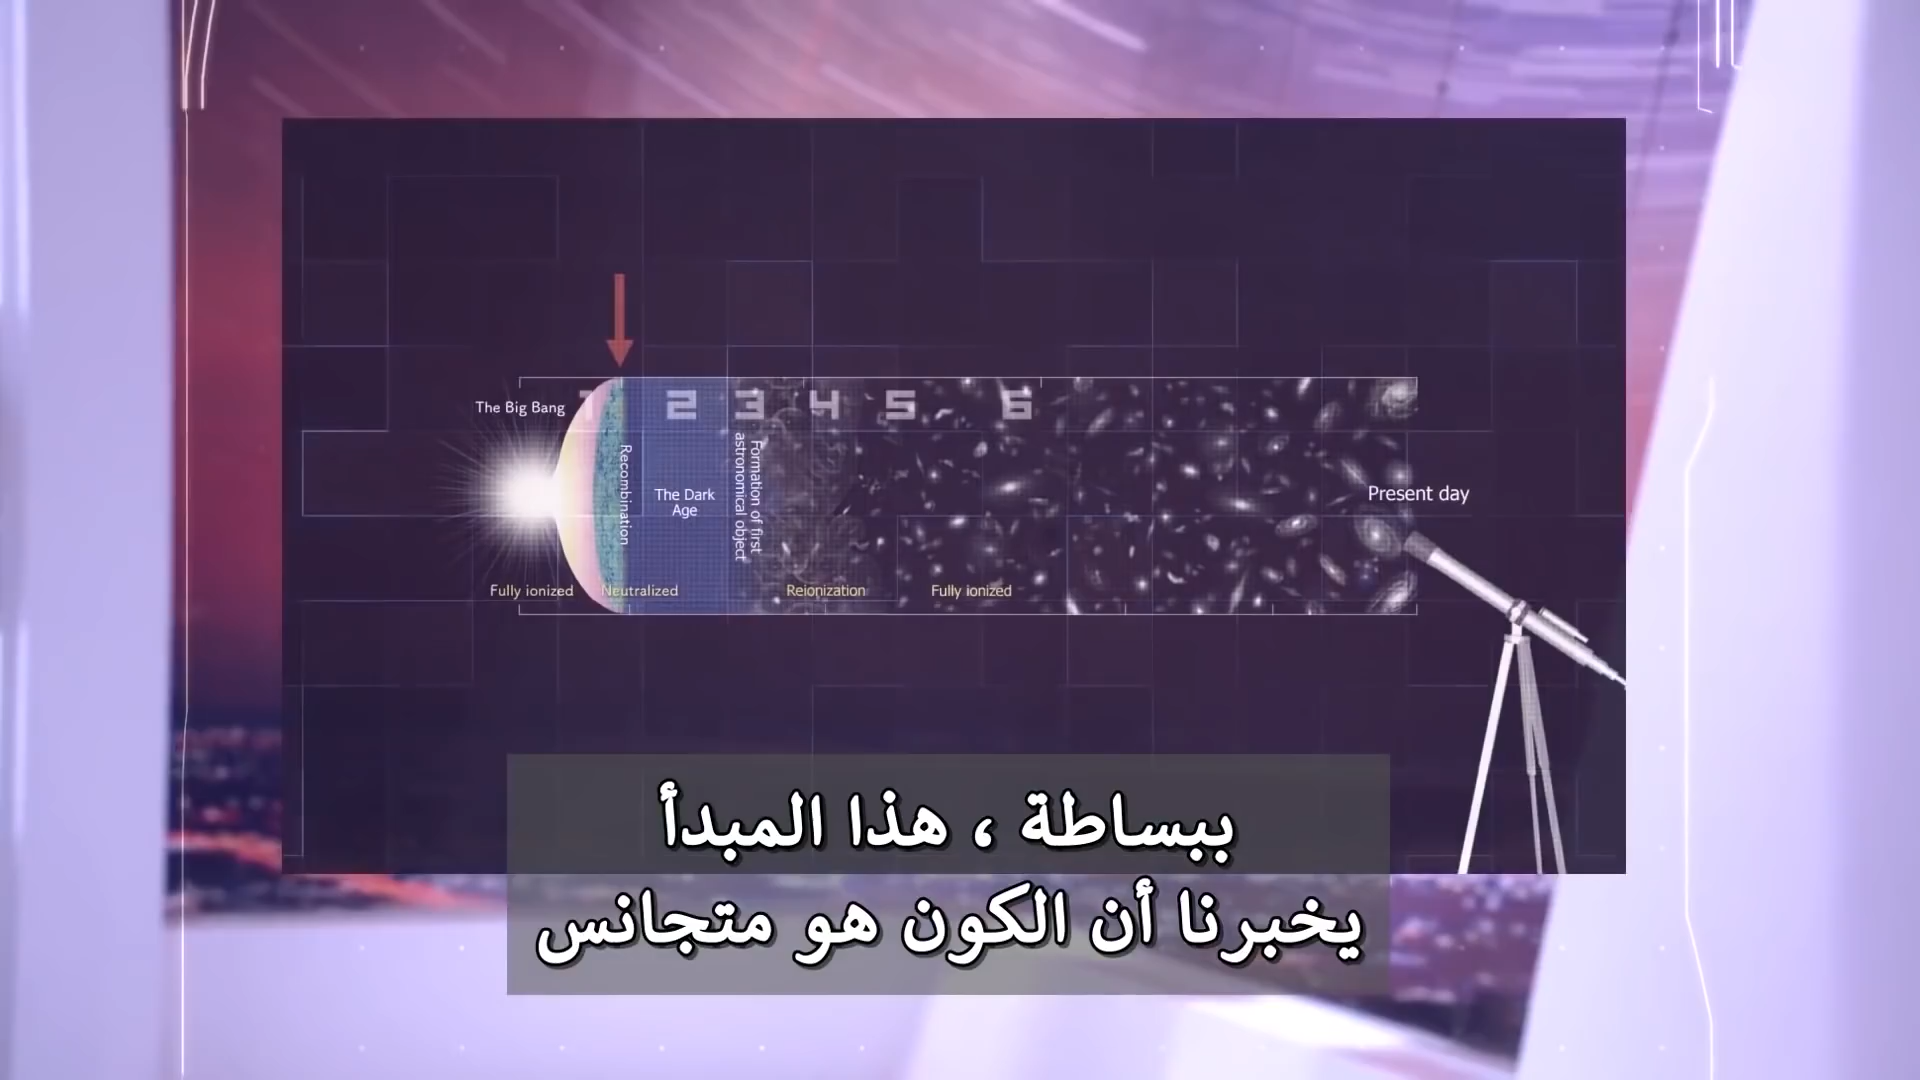 1 2 3 4 5 6
The Big Bang
Recombination
The Dark
Age
Formation of first
astronomical object
Present day
Fully ionized
Neutralized
Reionization
Fully ionized
ببساطة ، هذا المبدأ
يخبرنا أن الكون هو متجانس